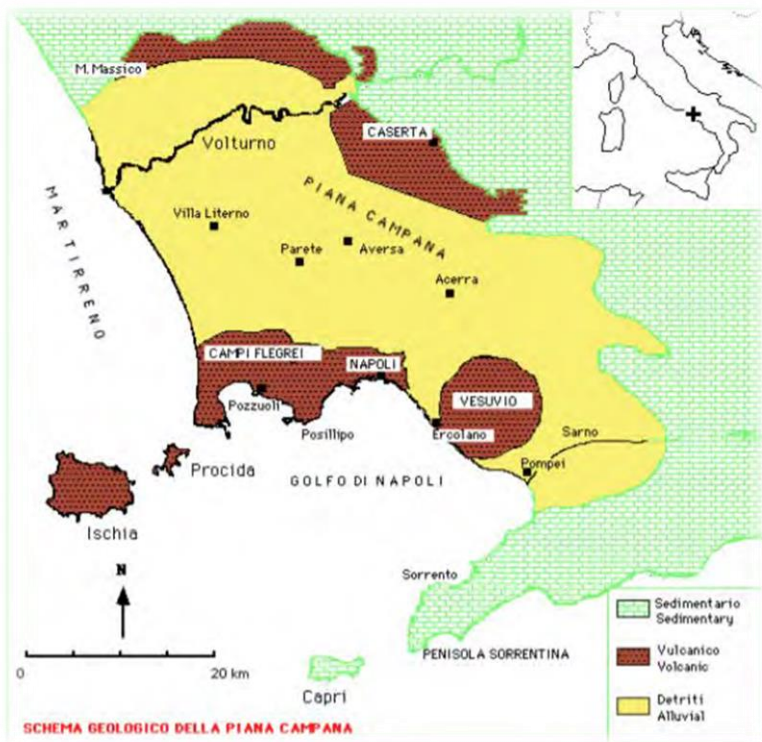 M. Massico
CASERTA
Volturno
PIANA CAMPANA
MAR TIRRENO
Villa Literno
Aversa
Parete
Acerra
CAMPI FLEGREI
NAPOLI
VESUVIO
Pozzuoli
Posillipo
Ercolano
Sarno
Procida
Pompei
GOLFO DI NAPOLI
Ischia
N
Sorrento
Sedimentario
Sedimentary
PENISOLA SORRENTINA
Vulcanico
Volcanic
0 20 km
Capri
Detriti
Alluvial
SCHEMA GEOLOGICO DELLA PIANA CAMPANA